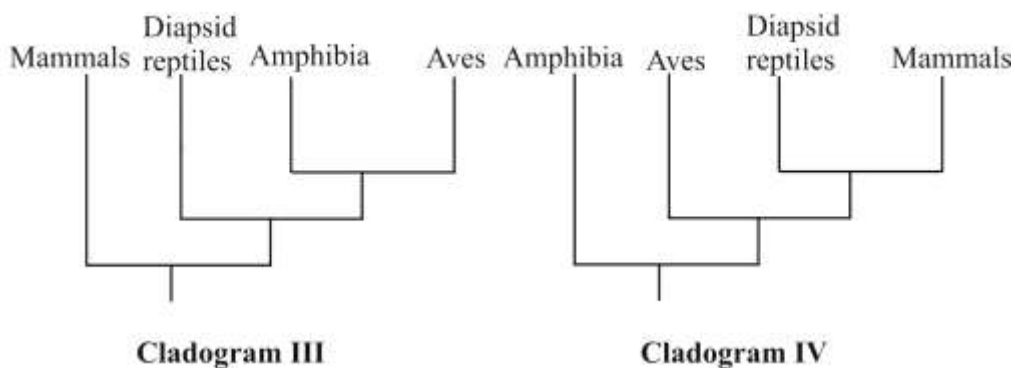 Mammals
Diapsid
reptiles
Amphibia
Aves
Cladogram III
Amphibia
Aves
Diapsid
reptiles
Mammals
Cladogram IV